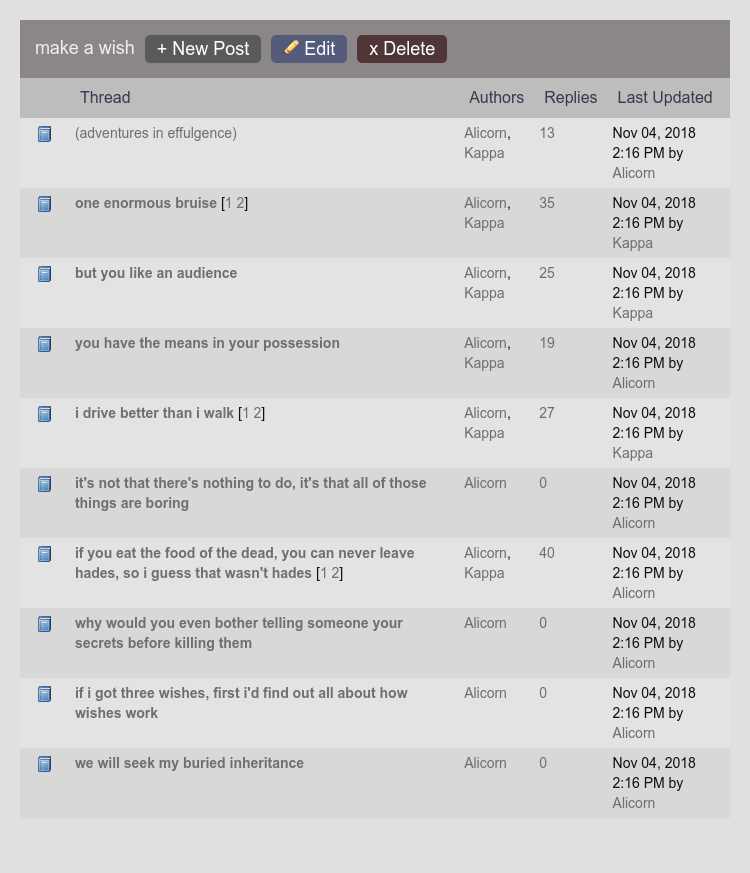 make a wish + New Post Edit x Delete
Thread Authors Replies Last Updated
(adventures in effulgence) Alicorn, 13 Nov 04, 2018
Kappa 2:16 PM by
Alicorn
one enormous bruise [1 2] Alicorn, 35 Nov 04, 2018
Kappa 2:16 PM by
Kappa
but you like an audience Alicorn, 25 Nov 04, 2018
Kappa 2:16 PM by
Kappa
you have the means in your possession Alicorn, 19 Nov 04, 2018
Kappa 2:16 PM by
Alicorn
i drive better than i walk [1 2] Alicorn, 27 Nov 04, 2018
Kappa 2:16 PM by
Kappa
it's not that there's nothing to do, it's that all of those Alicorn 0 Nov 04, 2018
things are boring 2:16 PM by
Alicorn
if you eat the food of the dead, you can never leave Alicorn, 40 Nov 04, 2018
hades, so i guess that wasn't hades [1 2] Kappa 2:16 PM by
Alicorn
why would you even bother telling someone your Alicorn 0 Nov 04, 2018
secrets before killing them 2:16 PM by
Alicorn
if i got three wishes, first i'd find out all about how Alicorn 0 Nov 04, 2018
wishes work 2:16 PM by
Alicorn
we will seek my buried inheritance Alicorn 0 Nov 04, 2018
2:16 PM by
Alicorn